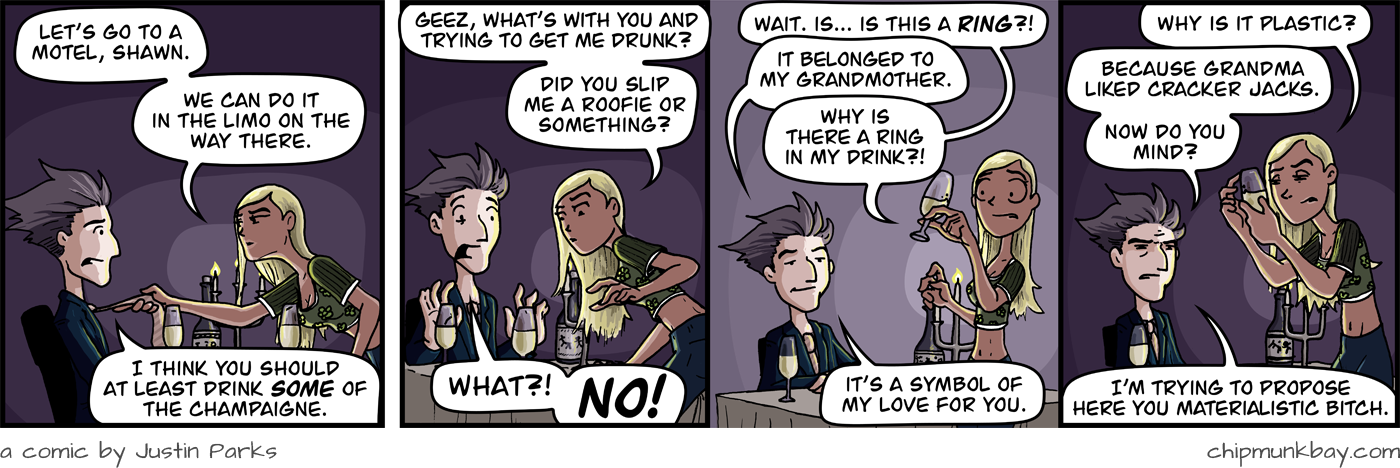 LET'S GO TO A
MOTEL, SHAWN.
WE CAN DO IT
IN THE LIMO ON THE
WAY THERE.
I THINK YOU SHOULD
AT LEAST DRINK SOME OF
THE CHAMPAIGNE.
GEEZ, WHAT'S WITH YOU AND
TRYING TO GET ME DRUNK?
DID YOU SLIP
ME A ROOFIE OR
SOMETHING?
WHAT?!
NO!
WAIT. IS... IS THIS A RING?!
IT BELONGED TO
MY GRANDMOTHER.
WHY IS
THERE A RING
IN MY DRINK?!
IT'S A SYMBOL OF
MY LOVE FOR YOU.
WHY IS IT PLASTIC?
BECAUSE GRANDMA
LIKED CRACKER JACKS.
NOW DO YOU
MIND?
I'M TRYING TO PROPOSE
HERE YOU MATERIALISTIC BITCH.
a comic by Justin Parks
chipmunkbay.com